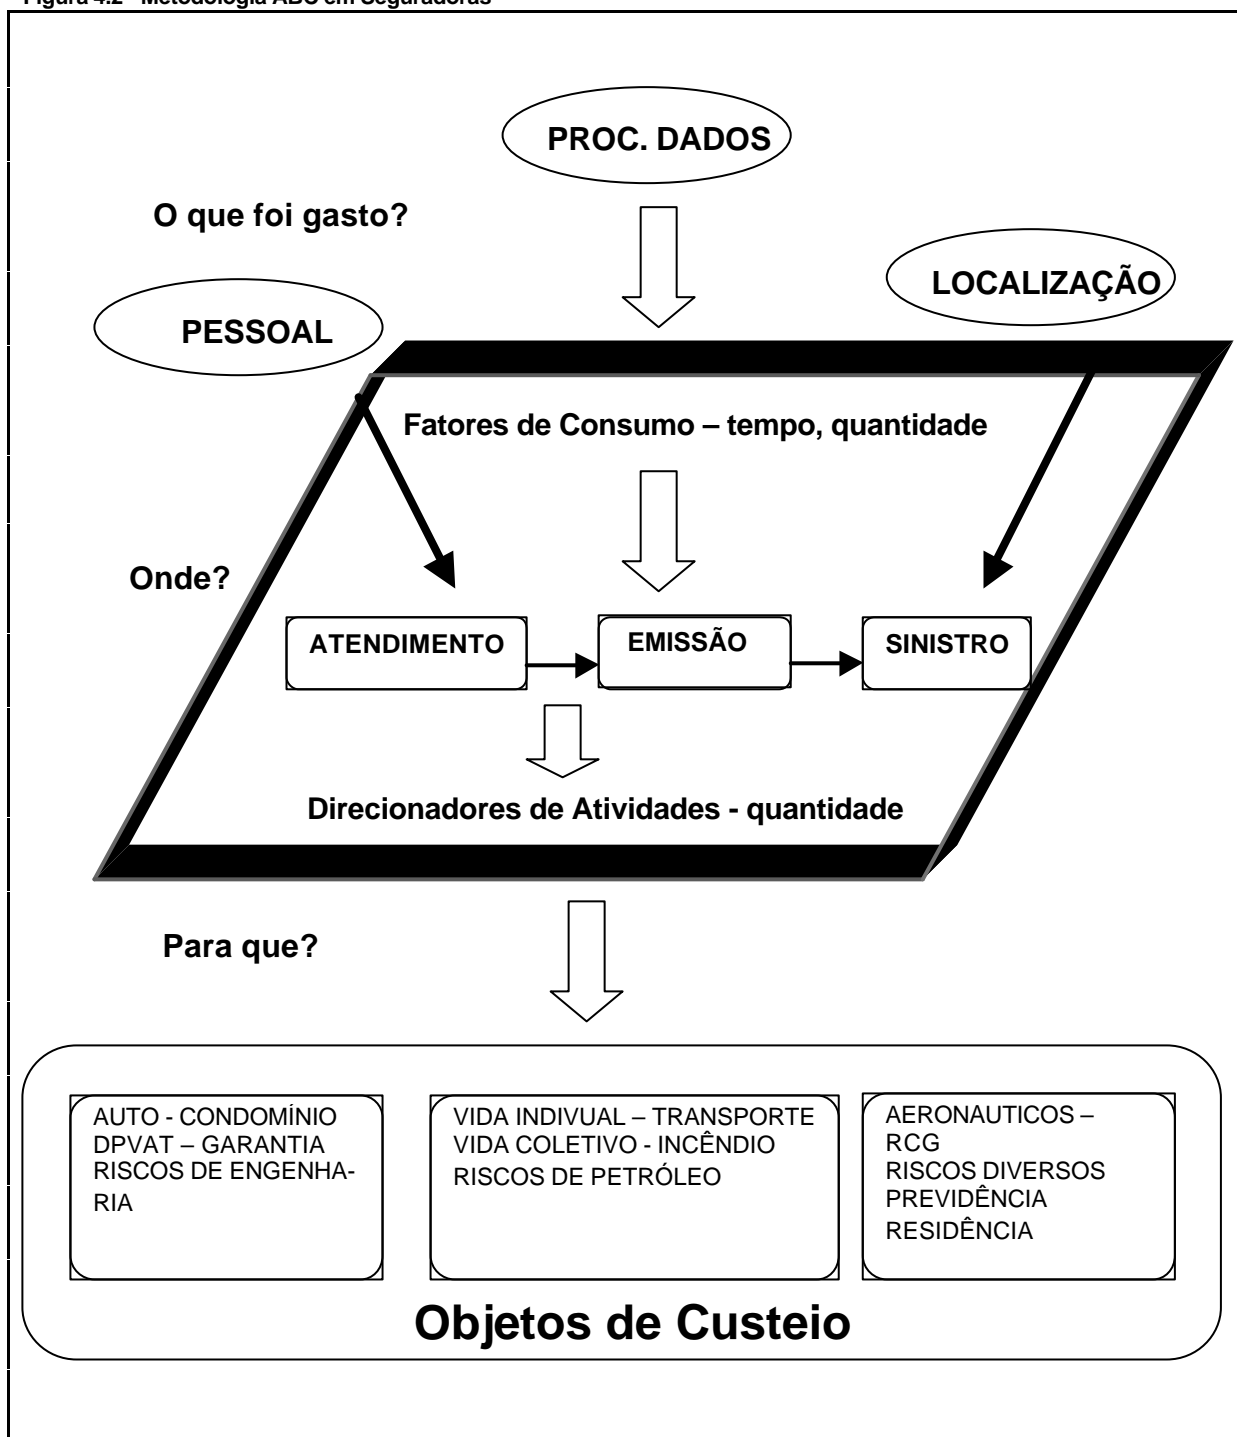 Figura 4.2 - Metodologia ABC em Seguradoras
PROC. DADOS
O que foi gasto?
LOCALIZAÇÃO
PESSOAL
Fatores de Consumo – tempo, quantidade
Onde?
ATENDIMENTO
EMISSÃO
SINISTRO
Direcionadores de Atividades - quantidade
Para que?
AUTO - CONDOMÍNIO
DPVAT – GARANTIA
RISCOS DE ENGENHA-
RIA
VIDA INDIVUAL – TRANSPORTE
VIDA COLETIVO - INCÊNDIO
RISCOS DE PETRÓLEO
AERONAUTICOS –
RCG
RISCOS DIVERSOS
PREVIDÊNCIA
RESIDÊNCIA
Objetos de Custeio